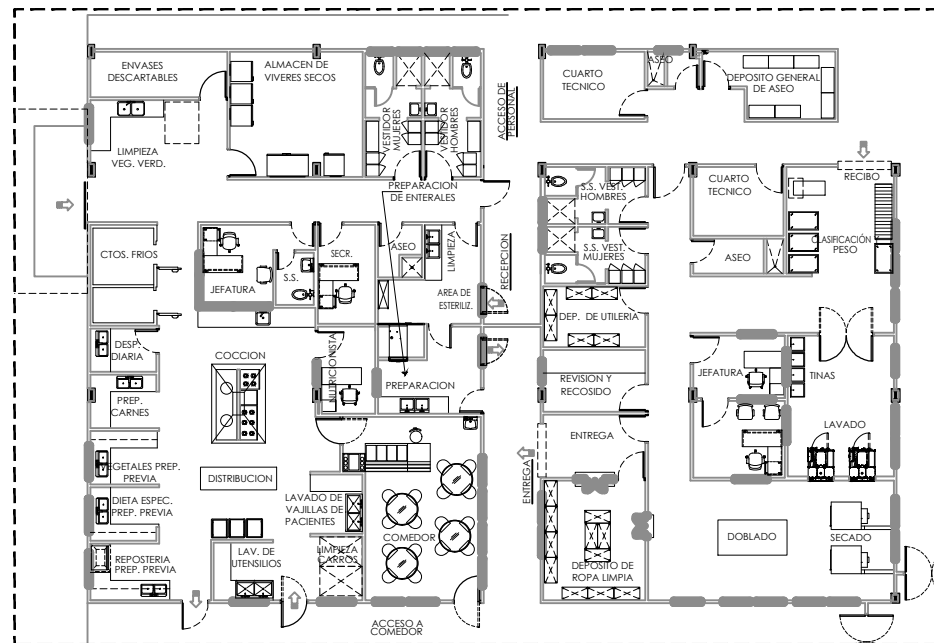 ENVASES
DESCARTABLES
ALMACEN DE
VIVERES SECOS
LIMPIEZA
VEG. VERD.
VESTIDOR
MUJERES
VESTIDOR
HOMBRES
ACCESO DE
PERSONAL
PREPARACION
DE ENTERALES
CUARTO
TECNICO
ASEO
DEPOSITO GENERAL
DE ASEO
S.S. VEST.
HOMBRES
S.S. VEST.
MUJERES
CUARTO
TECNICO
RECIBO
CLASIFICACIÓN Y
PESO
ASEO
CTOS. FRIOS
JEFATURA
S.S.
SECR.
ASEO
LIMPIEZA
AREA DE
ESTERILIZ.
RECEPCION
DEP. DE UTILERIA
DESP.
DIARIA
COCCION
NUTRICIONISTA
PREPARACION
REVISION Y
RECOSIDO
JEFATURA
TINAS
PREP.
CARNES
ENTREGA
ENTREGA
LAVADO
VEGETALES PREP.
PREVIA
DISTRIBUCION
DIETA ESPEC.
PREP. PREVIA
LAVADO DE
VAJILLAS DE
PACIENTES
COMEDOR
REPOSTERIA
PREP. PREVIA
LAV. DE
UTENSILIOS
LIMPIEZA
CARROS
DEPOSITO DE
ROPA LIMPIA
DOBLADO
SECADO
ACCESO A
COMEDOR